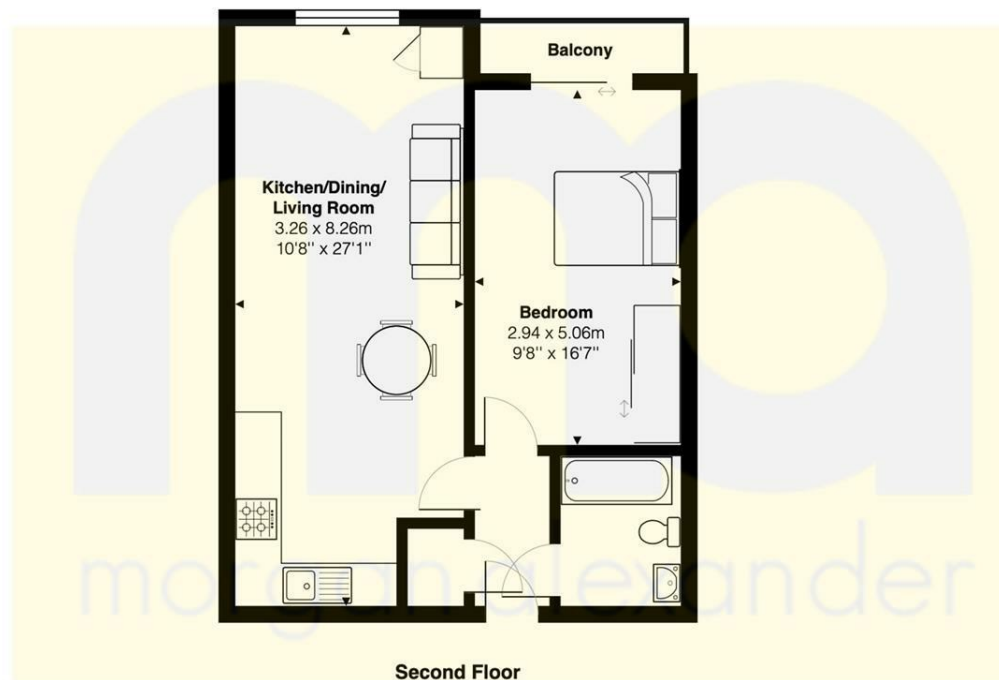 Balcony
Kitchen/Dining/
Living Room
3.26 x 8.26m
10'8" x 27'1"
Bedroom
2.94 x 5.06m
9'8" x 16'7"
ma
morgan alexander
Second Floor